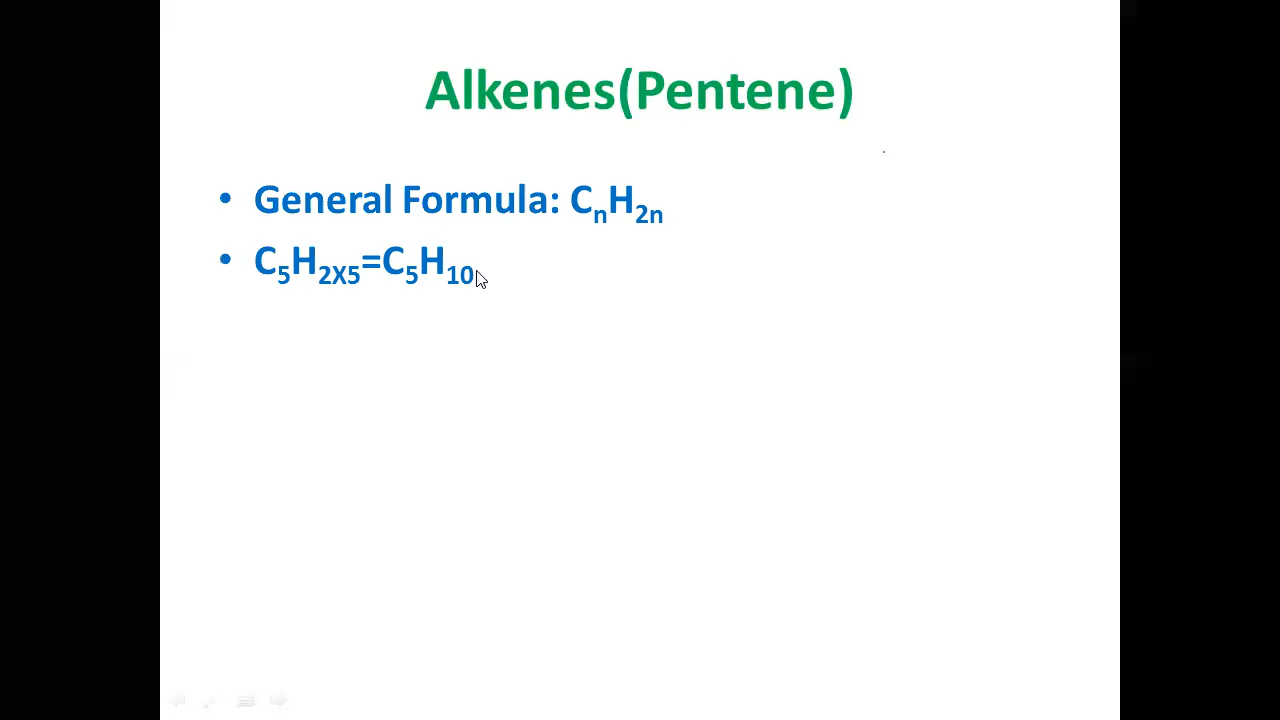 Alkenes(Pentene)
• General Formula: CₙH₂ₙ
• C₅H₂ₓ₅=C₅H₁₀